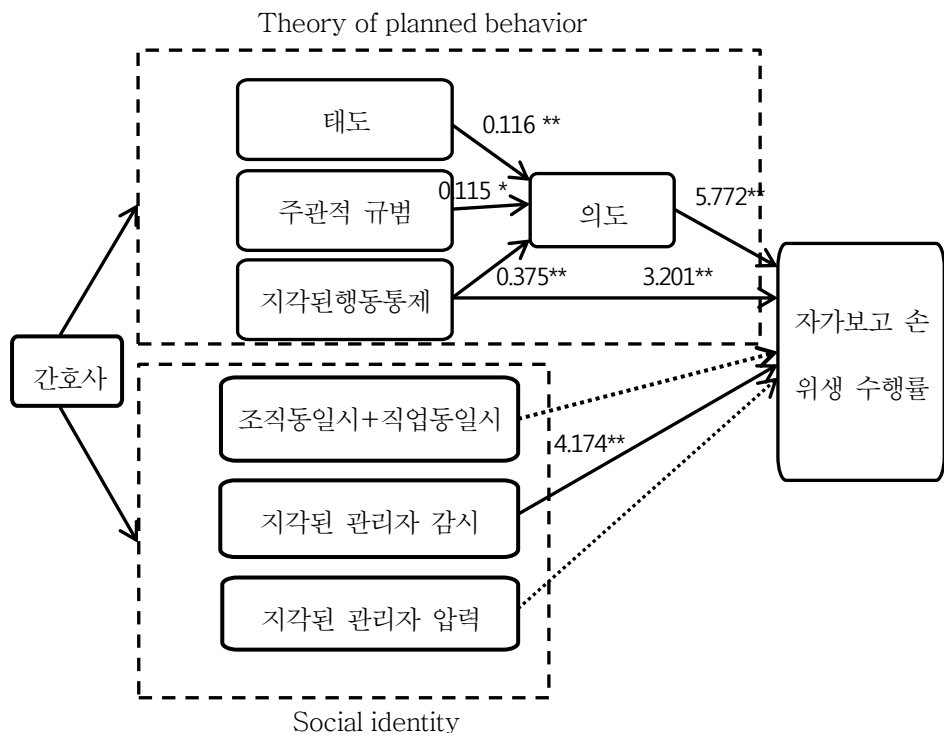 Theory of planned behavior
태도
0.116 **
주관적 규범
0.115 *
의도
5.772**
지각된행동통제
0.375**
3.201**
자가보고 손
위생 수행률
간호사
조직동일시+직업동일시
4.174**
지각된 관리자 감시
지각된 관리자 압력
Social identity